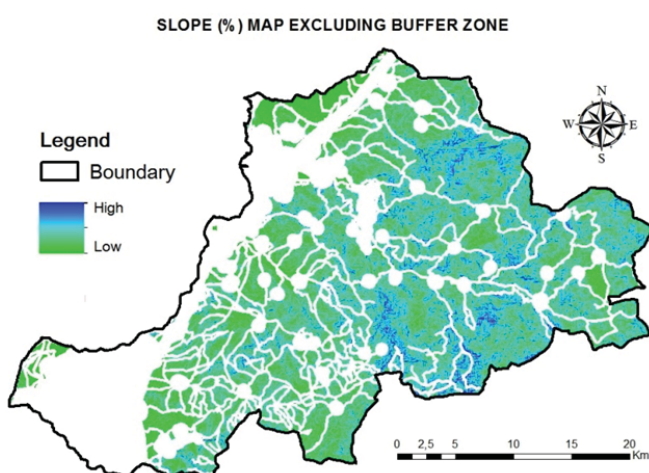 SLOPE (%) MAP EXCLUDING BUFFER ZONE
N
W E
S
Legend
Boundary
High
Low
0 2,5 5 10 15 20
Km